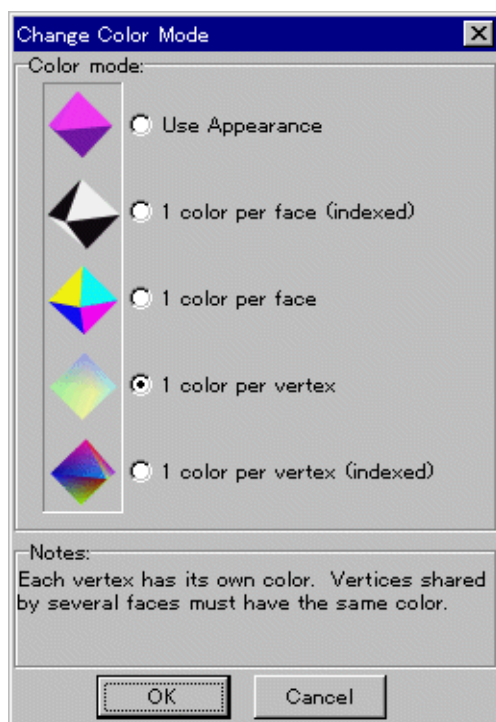 Change Color Mode
Color mode:
Use Appearance
1 color per face (indexed)
1 color per face
1 color per vertex
1 color per vertex (indexed)
Notes:
Each vertex has its own color. Vertices shared
by several faces must have the same color.
OK
Cancel